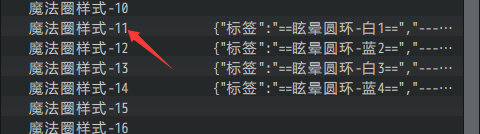 魔法圈样式-10
魔法圈样式-11 {"标签":"==眩晕圆环-白1==","---…
魔法圈样式-12 {"标签":"==眩晕圆环-蓝2==","---…
魔法圈样式-13 {"标签":"==眩晕圆环-白3==","---…
魔法圈样式-14 {"标签":"==眩晕圆环-蓝4==","---…
魔法圈样式-15
魔法圈样式-16